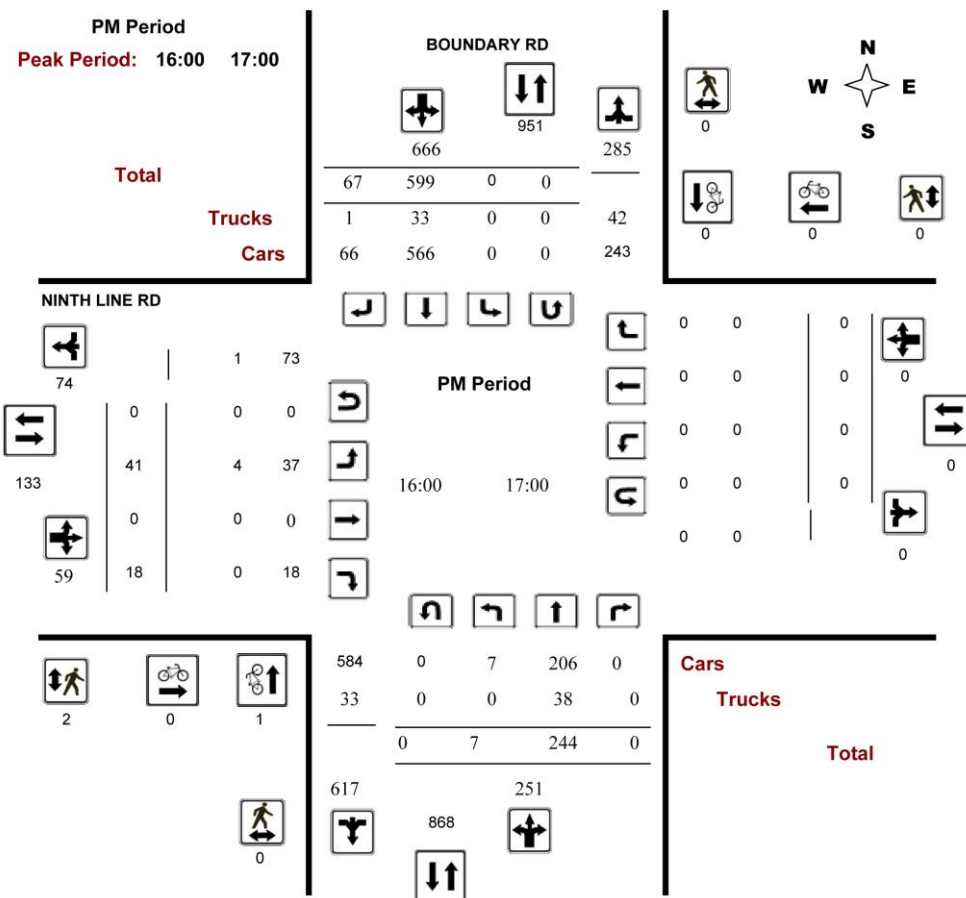 PM Period
Peak Period: 16:00 17:00
BOUNDARY RD
N
W E
S
951
0
666 285
Total
67 599 0 0
Trucks 1 33 0 0 42
0 0 0
Cars 66 566 0 0 243
NINTH LINE RD
0 0 0
1 73
74
0
PM Period
0 0 0
0 0 0
41 4 37
0 0 0
0
133
16:00 17:00
0 0 0
0 0 0
0 0
0
59
18 0 18
584 0 7 206 0
Cars
33 0 0 38 0
Trucks
2 0 1
0 7 244 0
Total
617 251
868
0